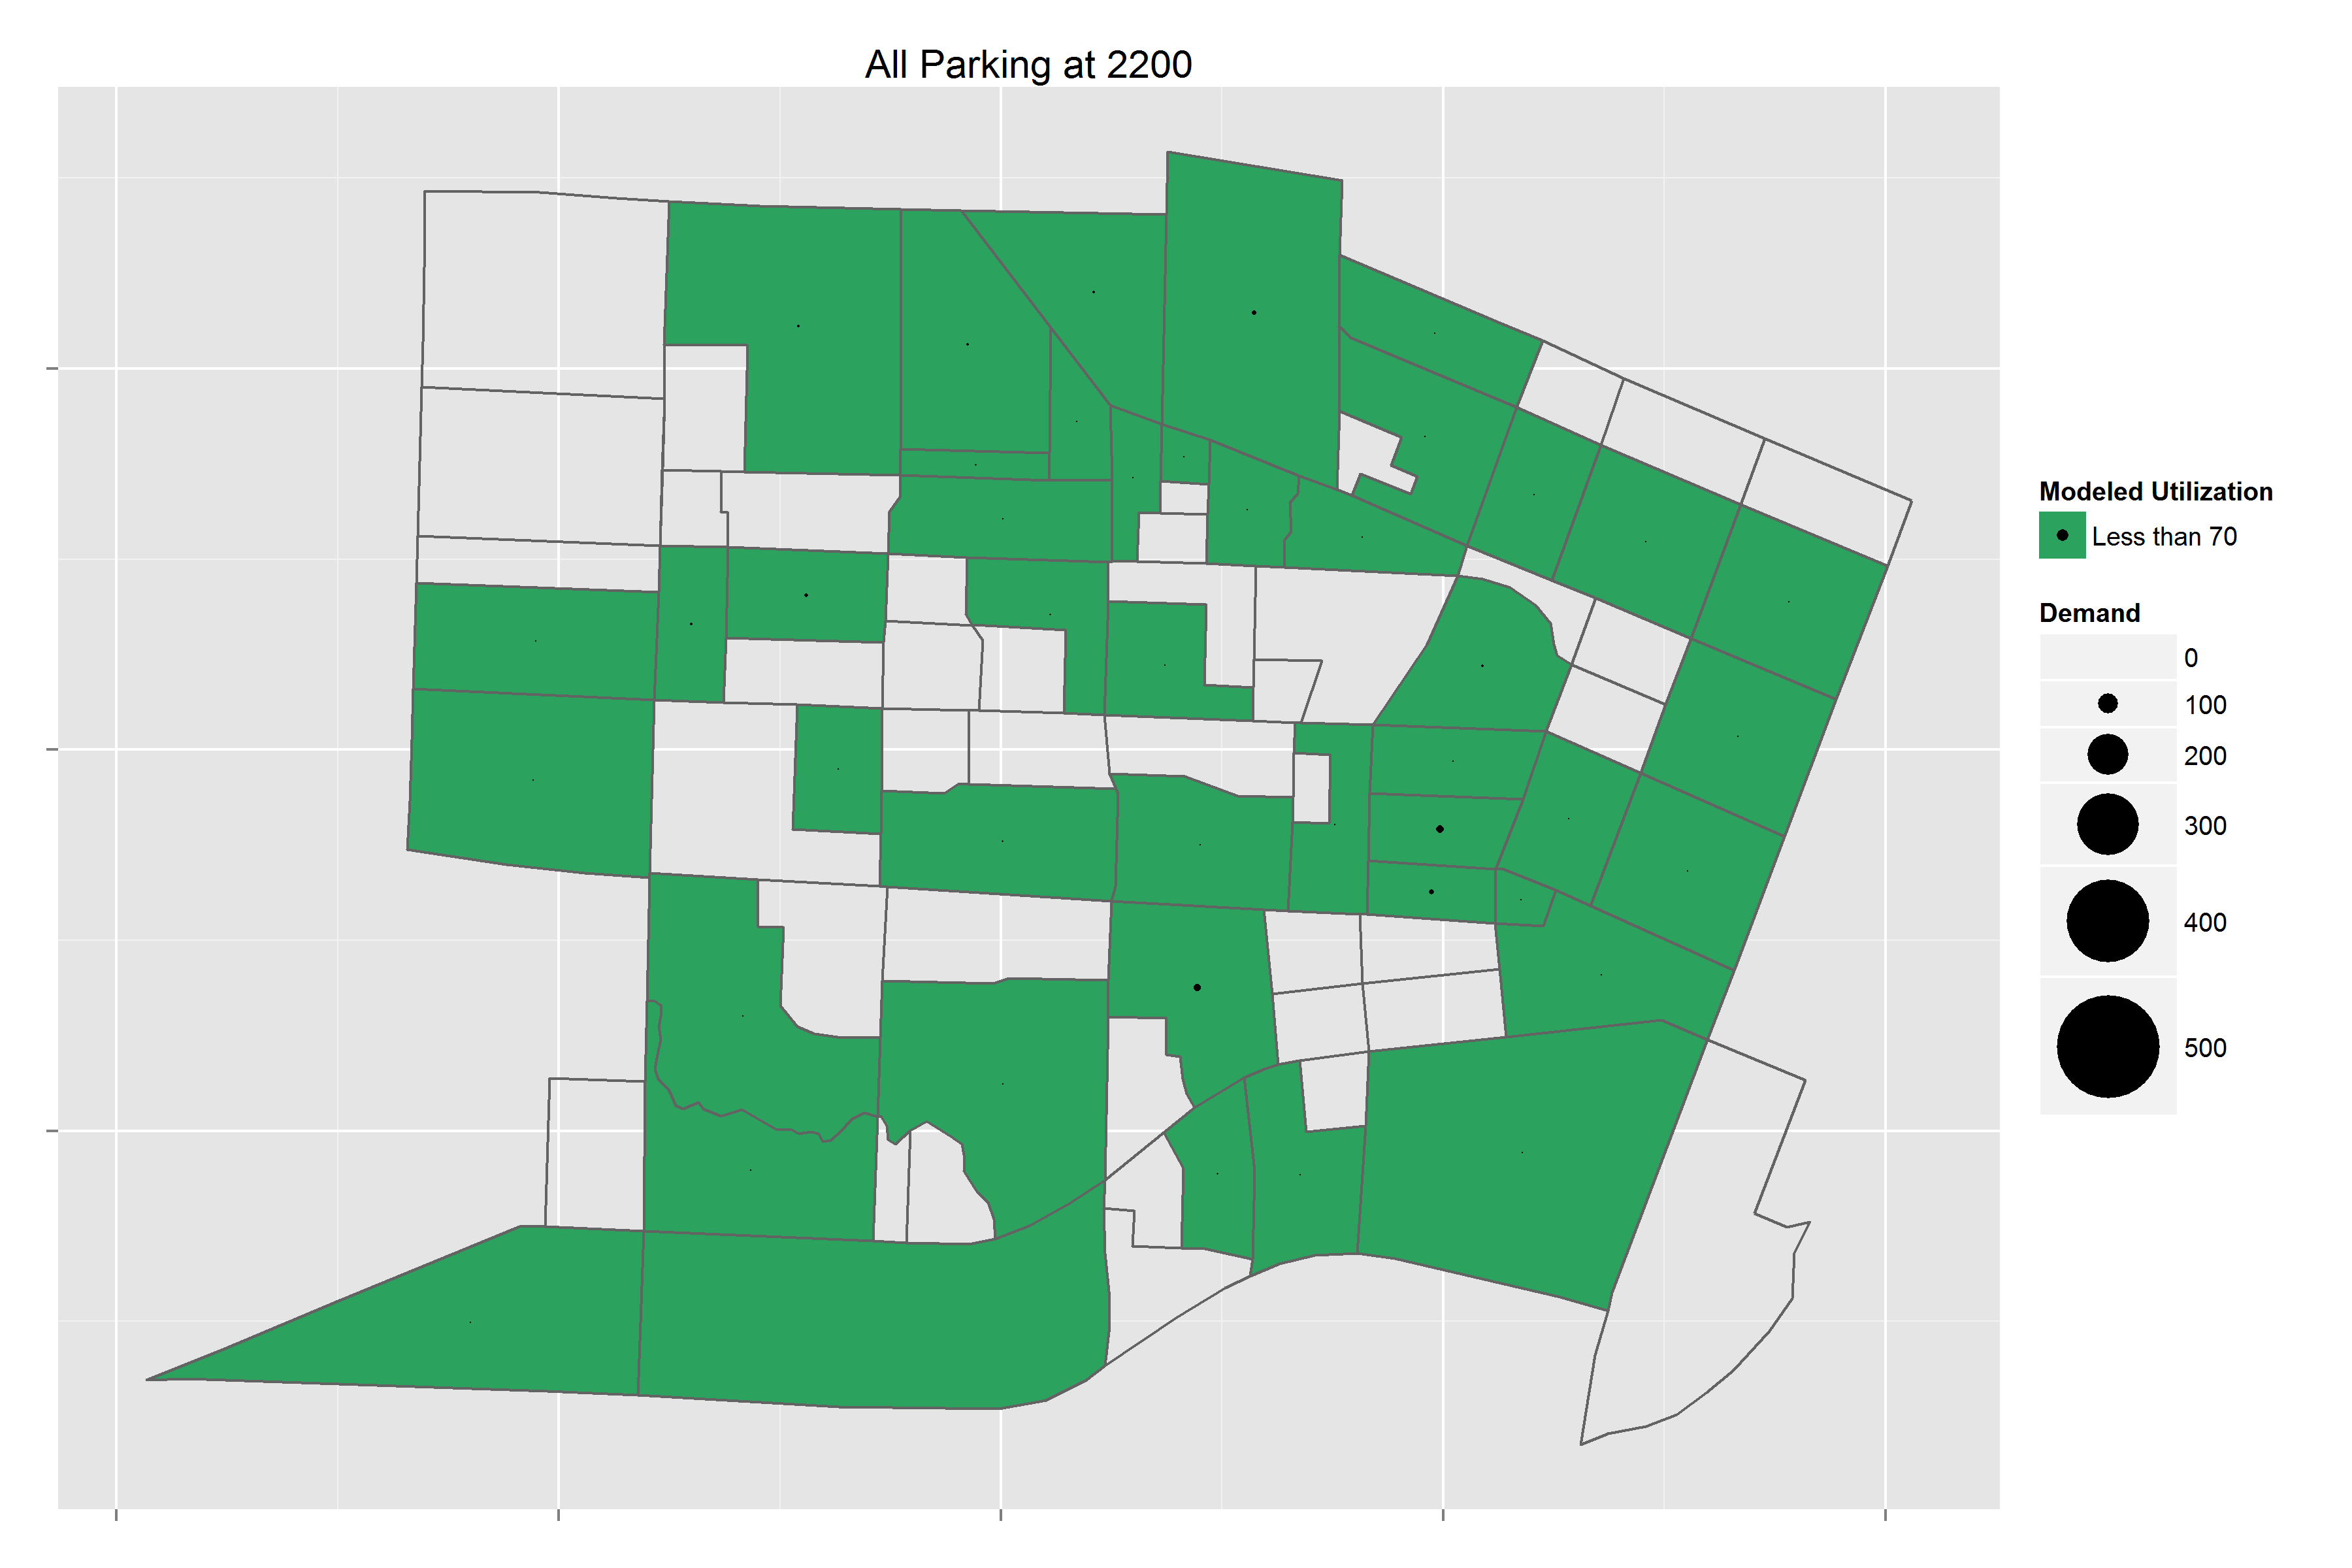 All Parking at 2200
Modeled Utilization
Less than 70
Demand
0
100
200
300
400
500